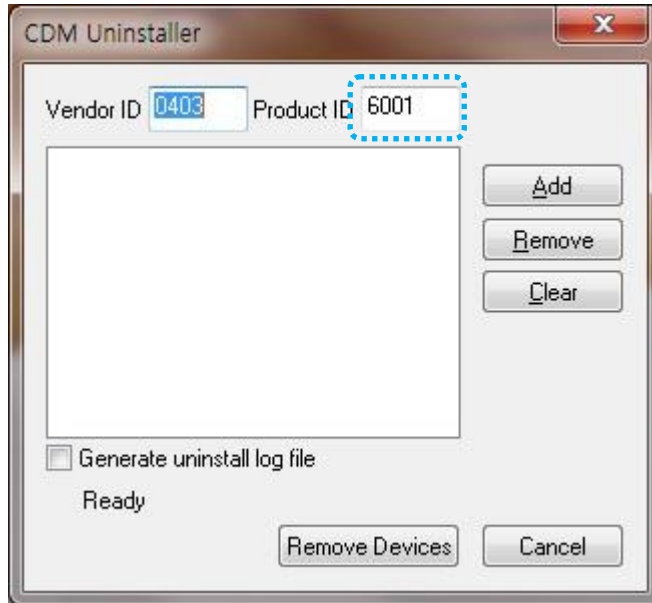 CDM Uninstaller
Vendor ID 0403 Product ID 6001
Add
Remove
Clear
Generate uninstall log file
Ready
Remove Devices Cancel